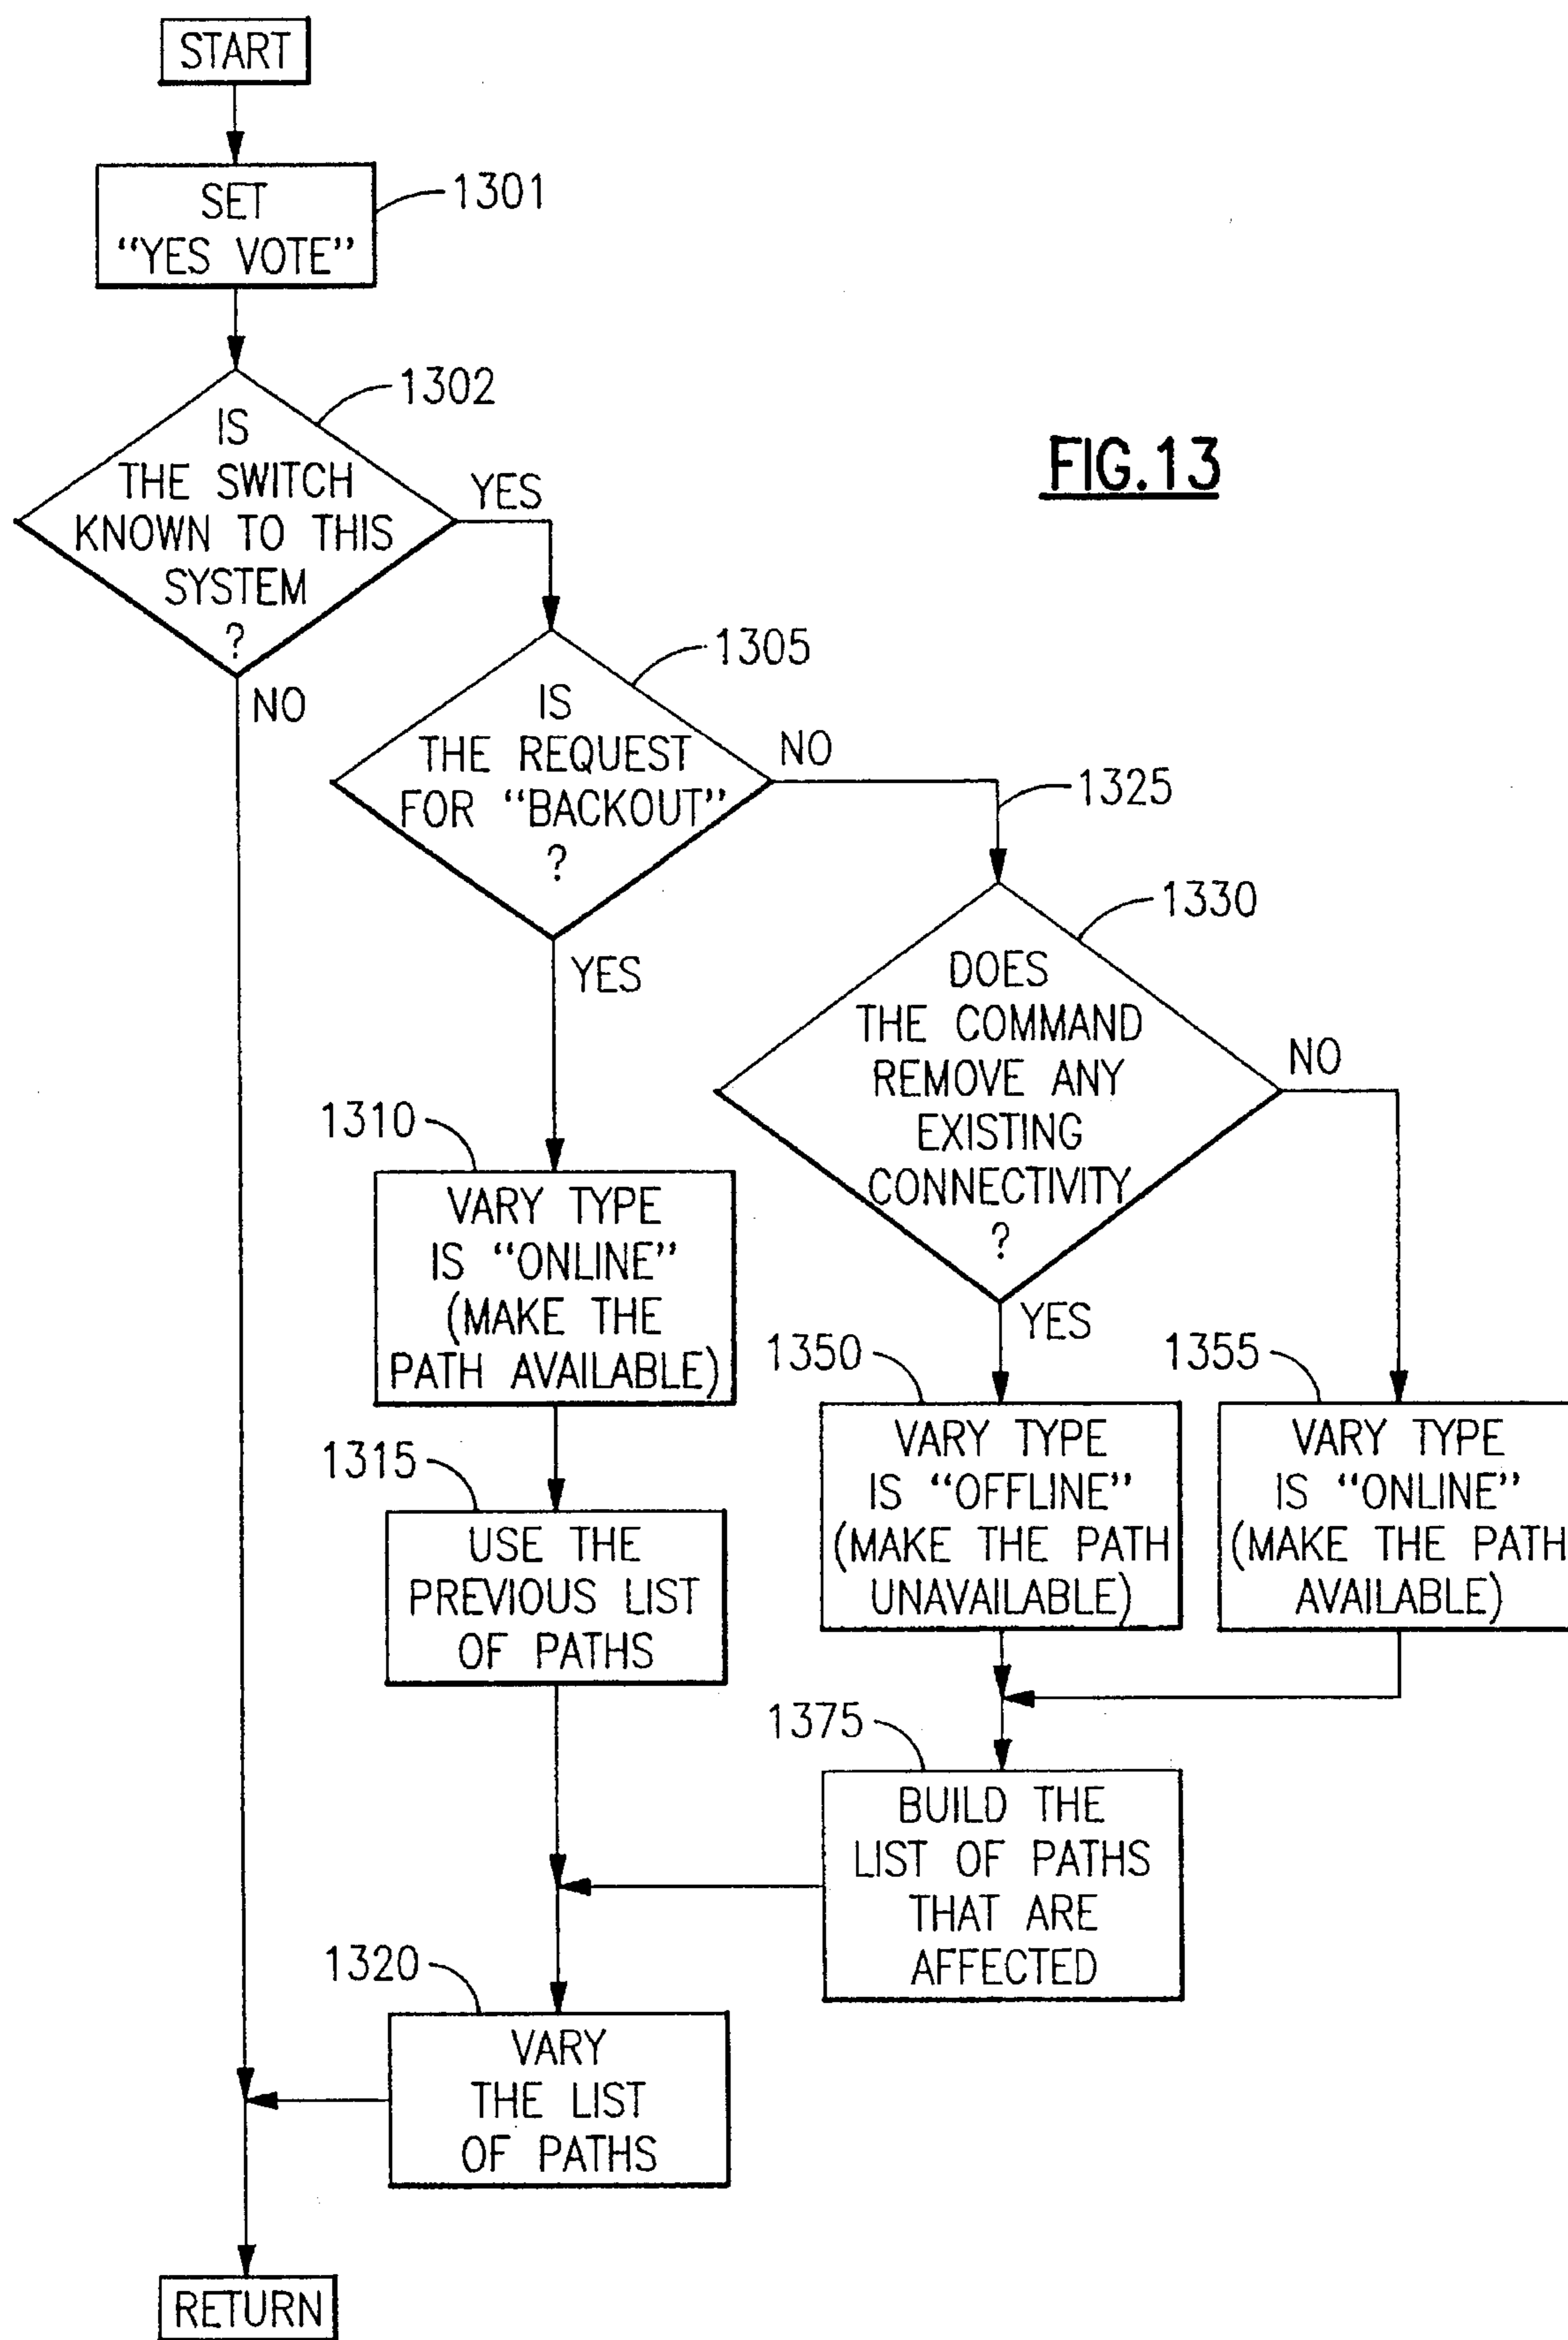 START
SET
“YES VOTE”
1301
IS
THE SWITCH
KNOWN TO THIS
SYSTEM
?
1302
YES
NO
FIG.13
IS
THE REQUEST
FOR “BACKOUT”
?
1305
NO
YES
1325
DOES
THE COMMAND
REMOVE ANY
EXISTING
CONNECTIVITY
?
1330
NO
YES
1310
VARY TYPE
IS “ONLINE”
(MAKE THE
PATH AVAILABLE)
1350
VARY TYPE
IS “OFFLINE”
(MAKE THE PATH
UNAVAILABLE)
1355
VARY TYPE
IS “ONLINE”
(MAKE THE PATH
AVAILABLE)
1315
USE THE
PREVIOUS LIST
OF PATHS
1375
BUILD THE
LIST OF PATHS
THAT ARE
AFFECTED
1320
VARY
THE LIST
OF PATHS
RETURN